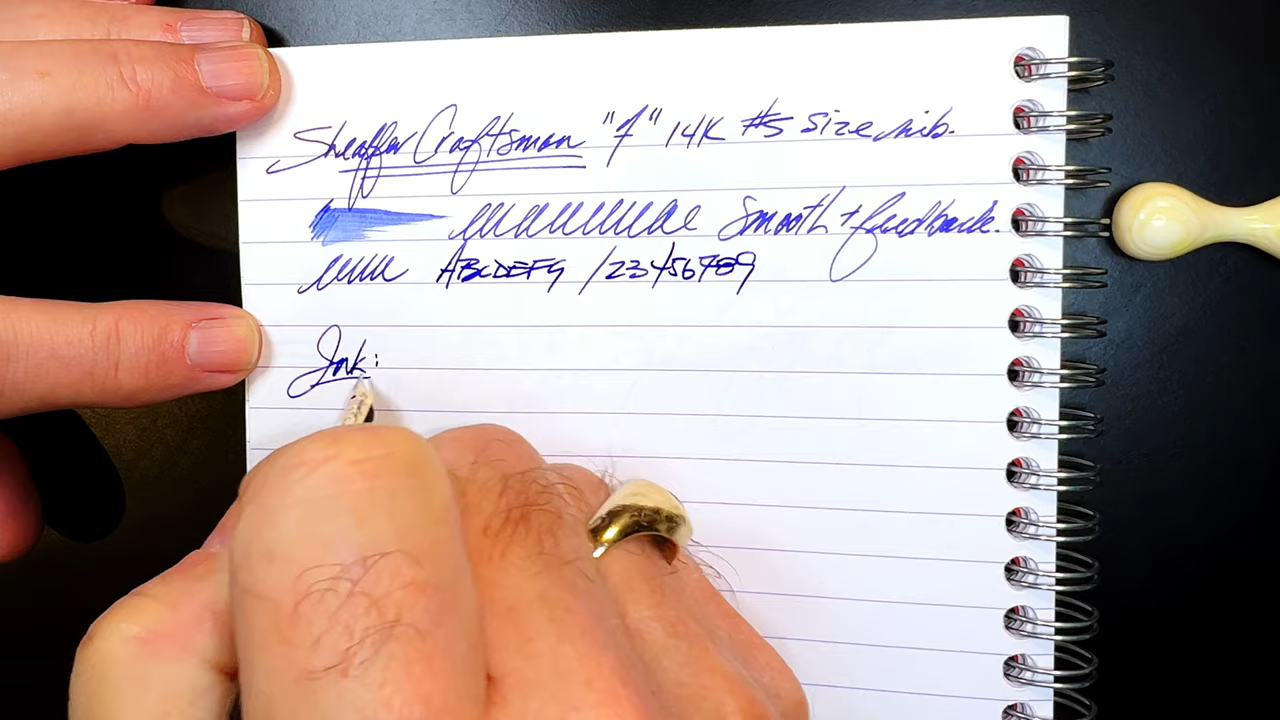 Sheaffer Craftsman "f" 14K #5 size nib.
Smooth + feedback.
ABCDEFG 123456789
Ink: